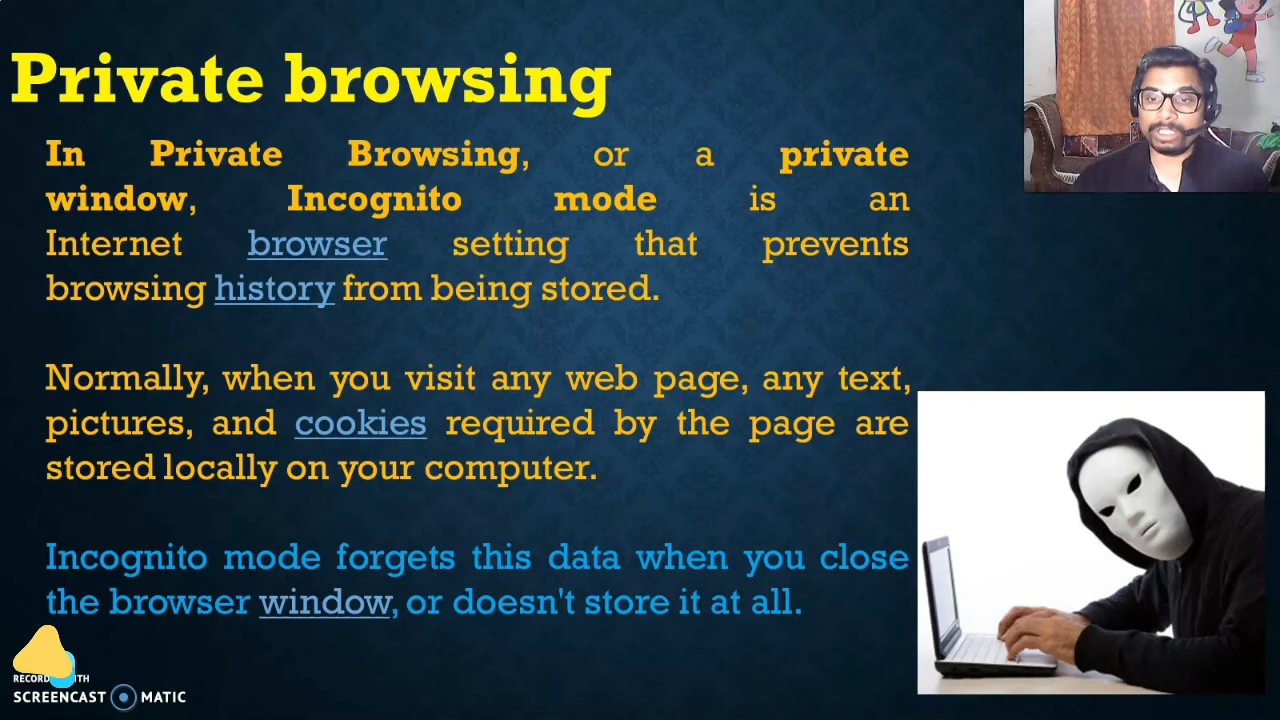 Private browsing
In Private Browsing, or a private
window, Incognito mode is an
Internet browser setting that prevents
browsing history from being stored.
Normally, when you visit any web page, any text,
pictures, and cookies required by the page are
stored locally on your computer.
Incognito mode forgets this data when you close
the browser window, or doesn't store it at all.
SCREENCAST MATIC